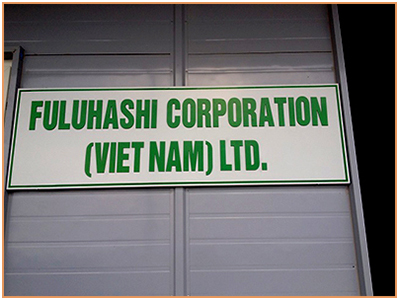 FULUHASHI CORPORATION
(VIET NAM) LTD.